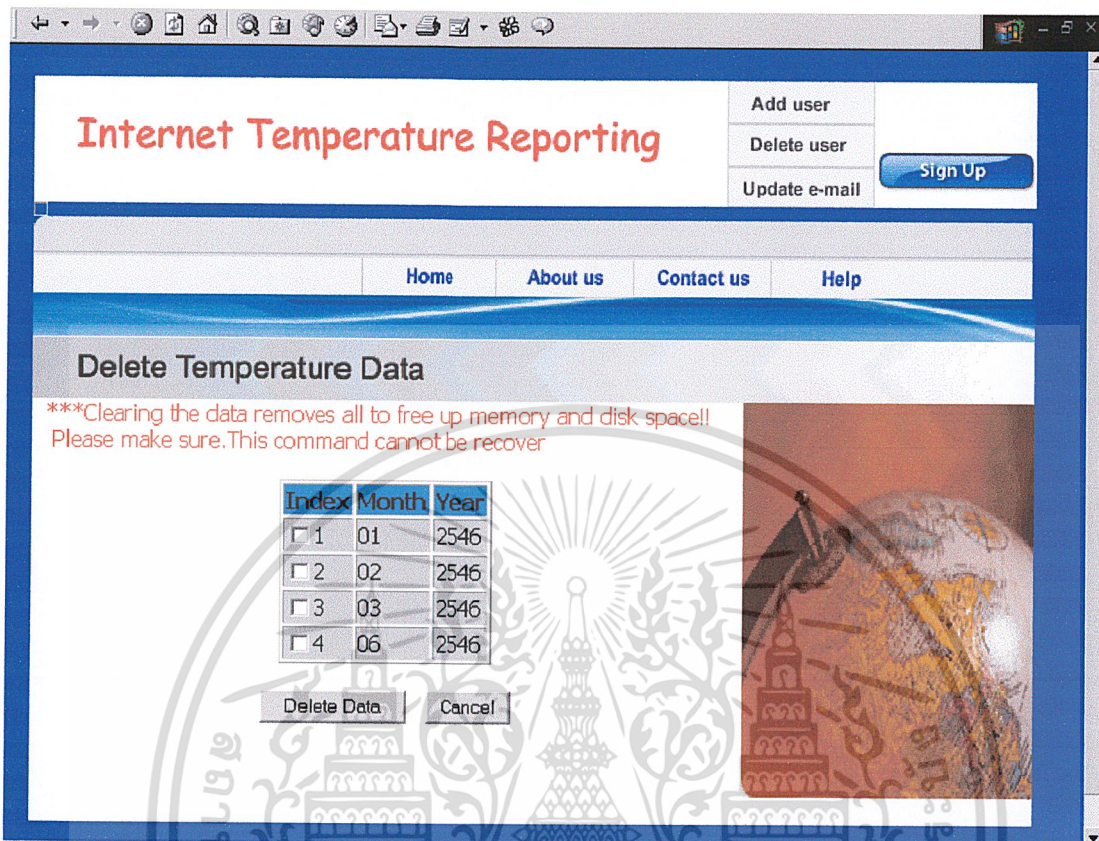 Internet Temperature Reporting
Add user
Delete user
Update e-mail
Sign Up
Home
About us
Contact us
Help
Delete Temperature Data
***Clearing the data removes all to free up memory and disk space!!
Please make sure.This command cannot be recover
Index Month Year
1 01 2546
2 02 2546
3 03 2546
4 06 2546
Delete Data
Cancel